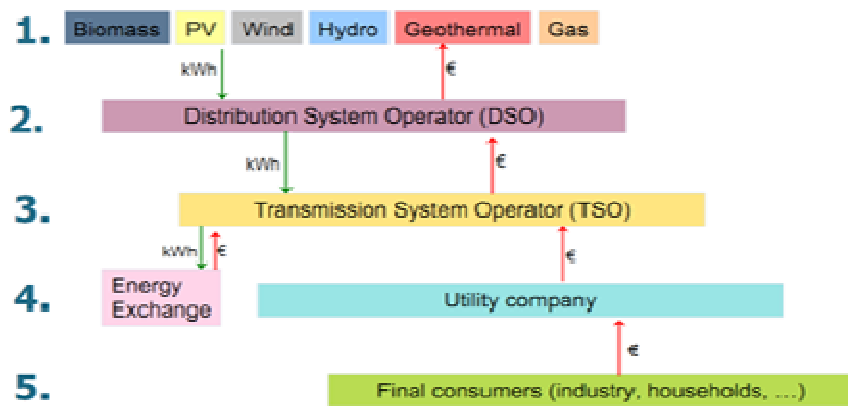 1. Biomass PV Wind Hydro Geothermal Gas
kWh €
2. Distribution System Operator (DSO)
kWh €
3. Transmission System Operator (TSO)
kWh € €
4. Energy Exchange Utility company
€
5. Final consumers (industry, households, ...)